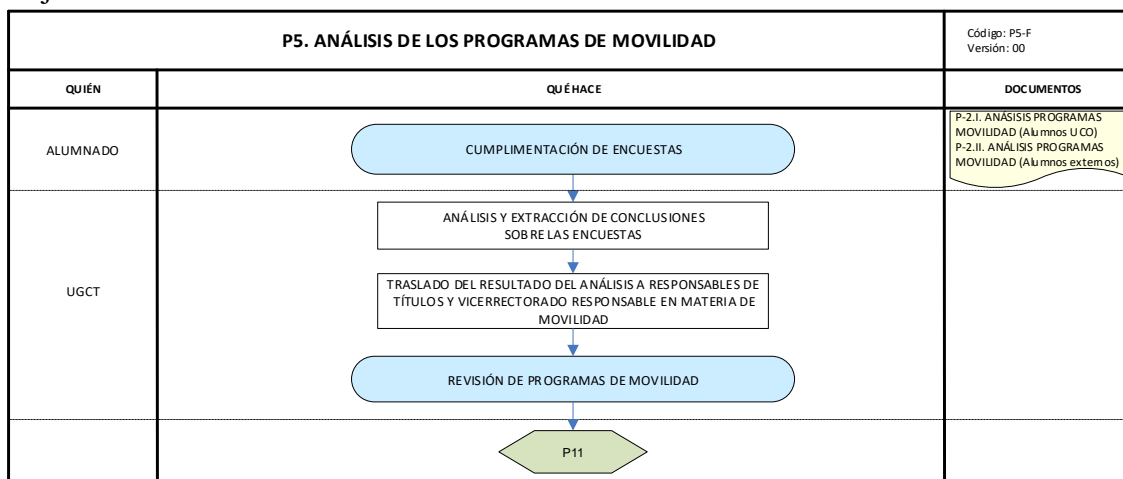 P5. ANÁLISIS DE LOS PROGRAMAS DE MOVILIDAD
Código: P5-F
Versión: 00
QUIÉN
QUÉ HACE
DOCUMENTOS
ALUMNADO
CUMPLIMENTACIÓN DE ENCUESTAS
P-2.I. ANÁSISIS PROGRAMAS
MOVILIDAD (Alumnos UCO)
P-2.II. ANÁLISIS PROGRAMAS
MOVILIDAD (Alumnos externos)
UGCT
ANÁLISIS Y EXTRACCIÓN DE CONCLUSIONES
SOBRE LAS ENCUESTAS
TRASLADO DEL RESULTADO DEL ANÁLISIS A RESPONSABLES DE
TÍTULOS Y VICERRECTORADO RESPONSABLE EN MATERIA DE
MOVILIDAD
REVISIÓN DE PROGRAMAS DE MOVILIDAD
P11